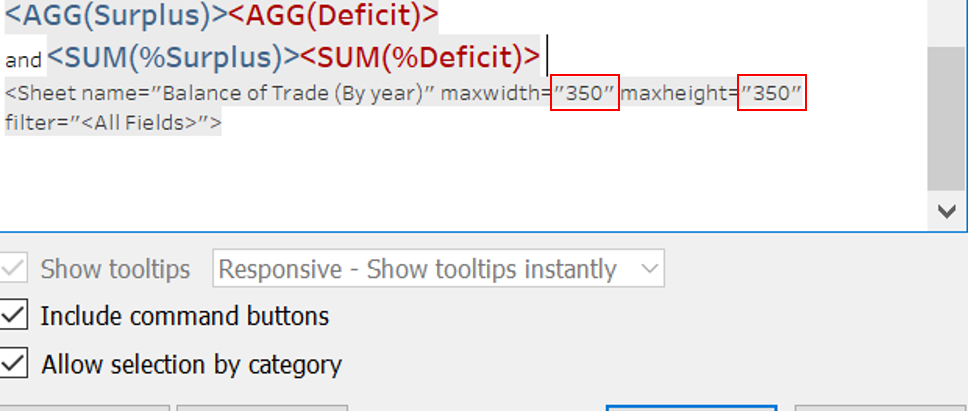 <AGG(Surplus)><AGG(Deficit)>
and <SUM(%Surplus)><SUM(%Deficit)>
<Sheet name="Balance of Trade (By year)" maxwidth="350" maxheight="350"
filter="<All Fields>">
Show tooltips Responsive - Show tooltips instantly
Include command buttons
Allow selection by category